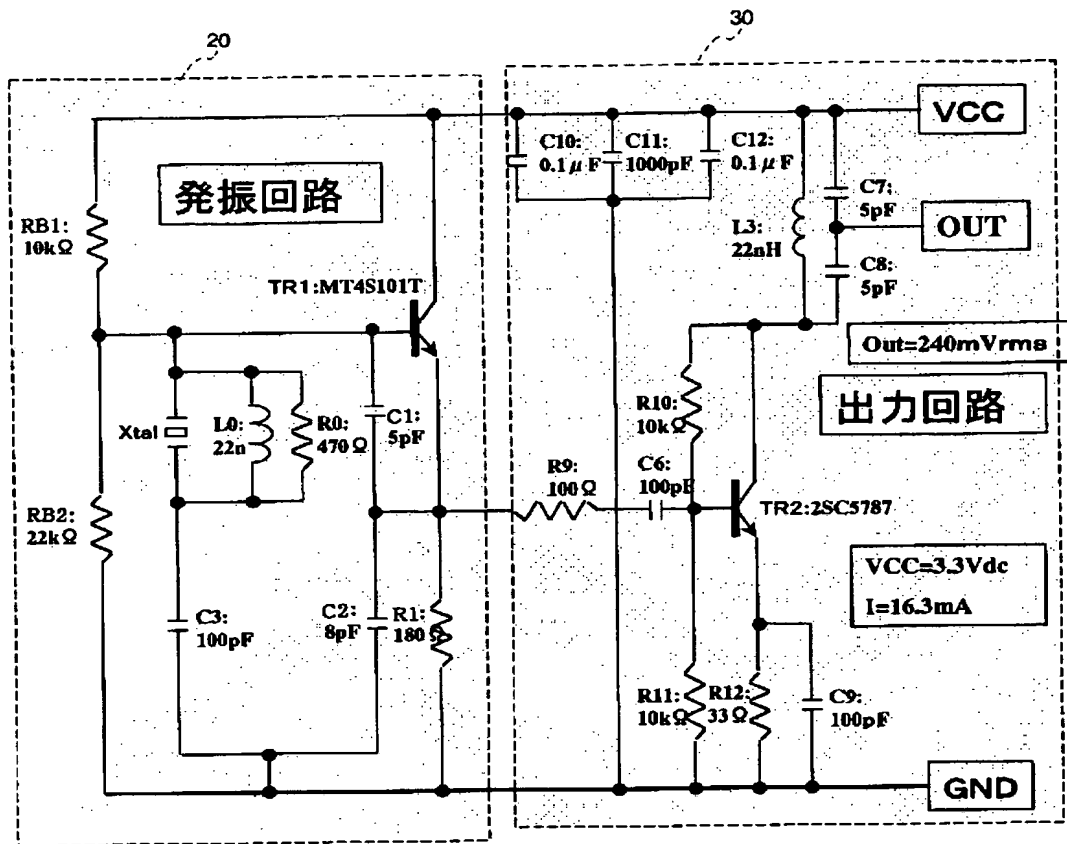 20
30
VCC
C10:
0.1μF
C11:
1000pF
C12:
0.1μF
C7:
5pF
発振回路
RB1:
10kΩ
L3:
22nH
OUT
C8:
5pF
TR1:MT4S101T
Out=240mVrms
出力回路
Xtal
L0:
22n
R0:
470Ω
C1:
5pF
R10:
10kΩ
R9:
100Ω
C6:
100pF
TR2:2SC5787
RB2:
22kΩ
VCC=3.3Vdc
I=16.3mA
C3:
100pF
C2:
8pF
R1:
180Ω
R11:
10kΩ
R12:
33Ω
C9:
100pF
GND